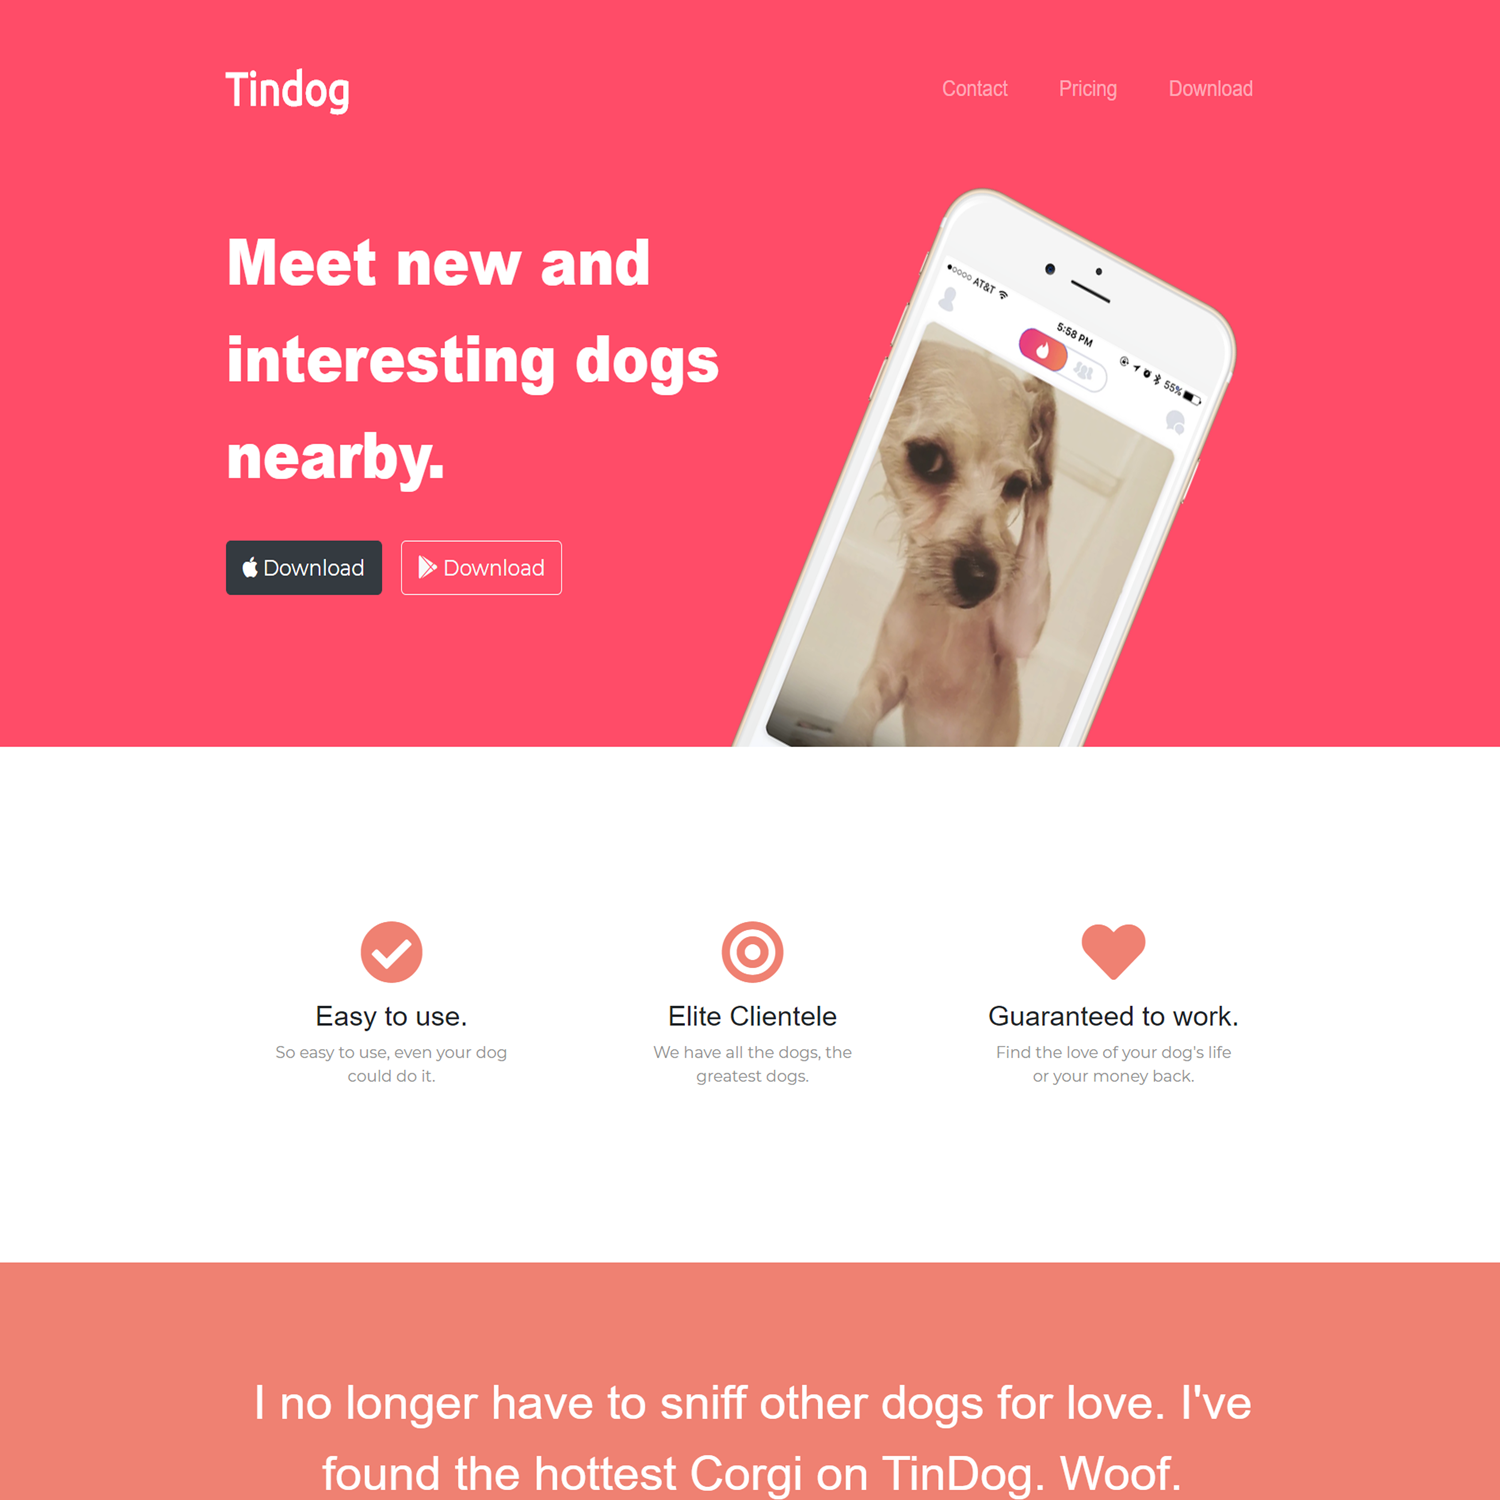 Tindog
Contact Pricing Download
Meet new and
interesting dogs
nearby.
Download Download
AT&T
5:58 PM
55%
Easy to use.
So easy to use, even your dog
could do it.
Elite Clientele
We have all the dogs, the
greatest dogs.
Guaranteed to work.
Find the love of your dog's life
or your money back.
I no longer have to sniff other dogs for love. I've
found the hottest Corgi on TinDog. Woof.